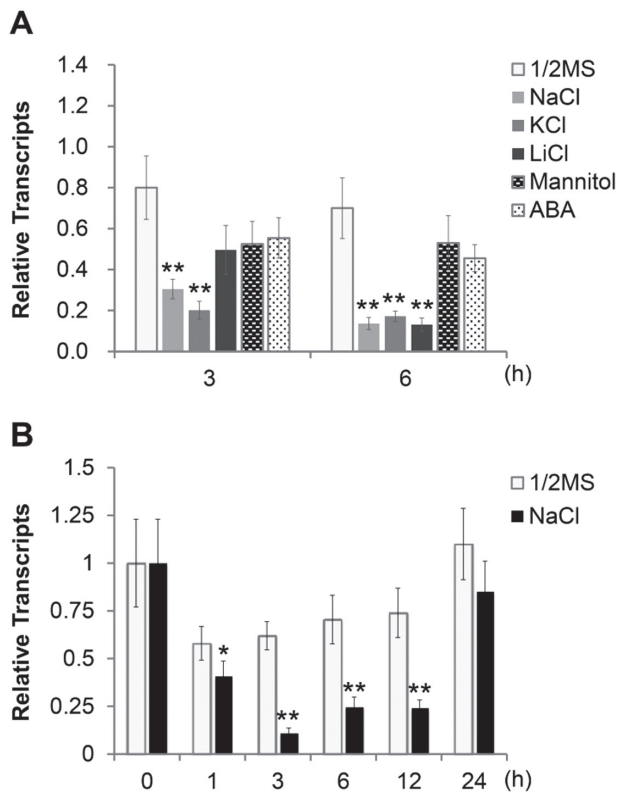 A
1.4
1.2
1.0
0.8
0.6
0.4
0.2
0.0
Relative Transcripts
** ** ** ** **
3 6 (h)
1/2MS
NaCl
KCl
LiCl
Mannitol
ABA
B
1.5
1.25
1
0.75
0.5
0.25
0
Relative Transcripts
* ** ** **
0 1 3 6 12 24 (h)
1/2MS
NaCl